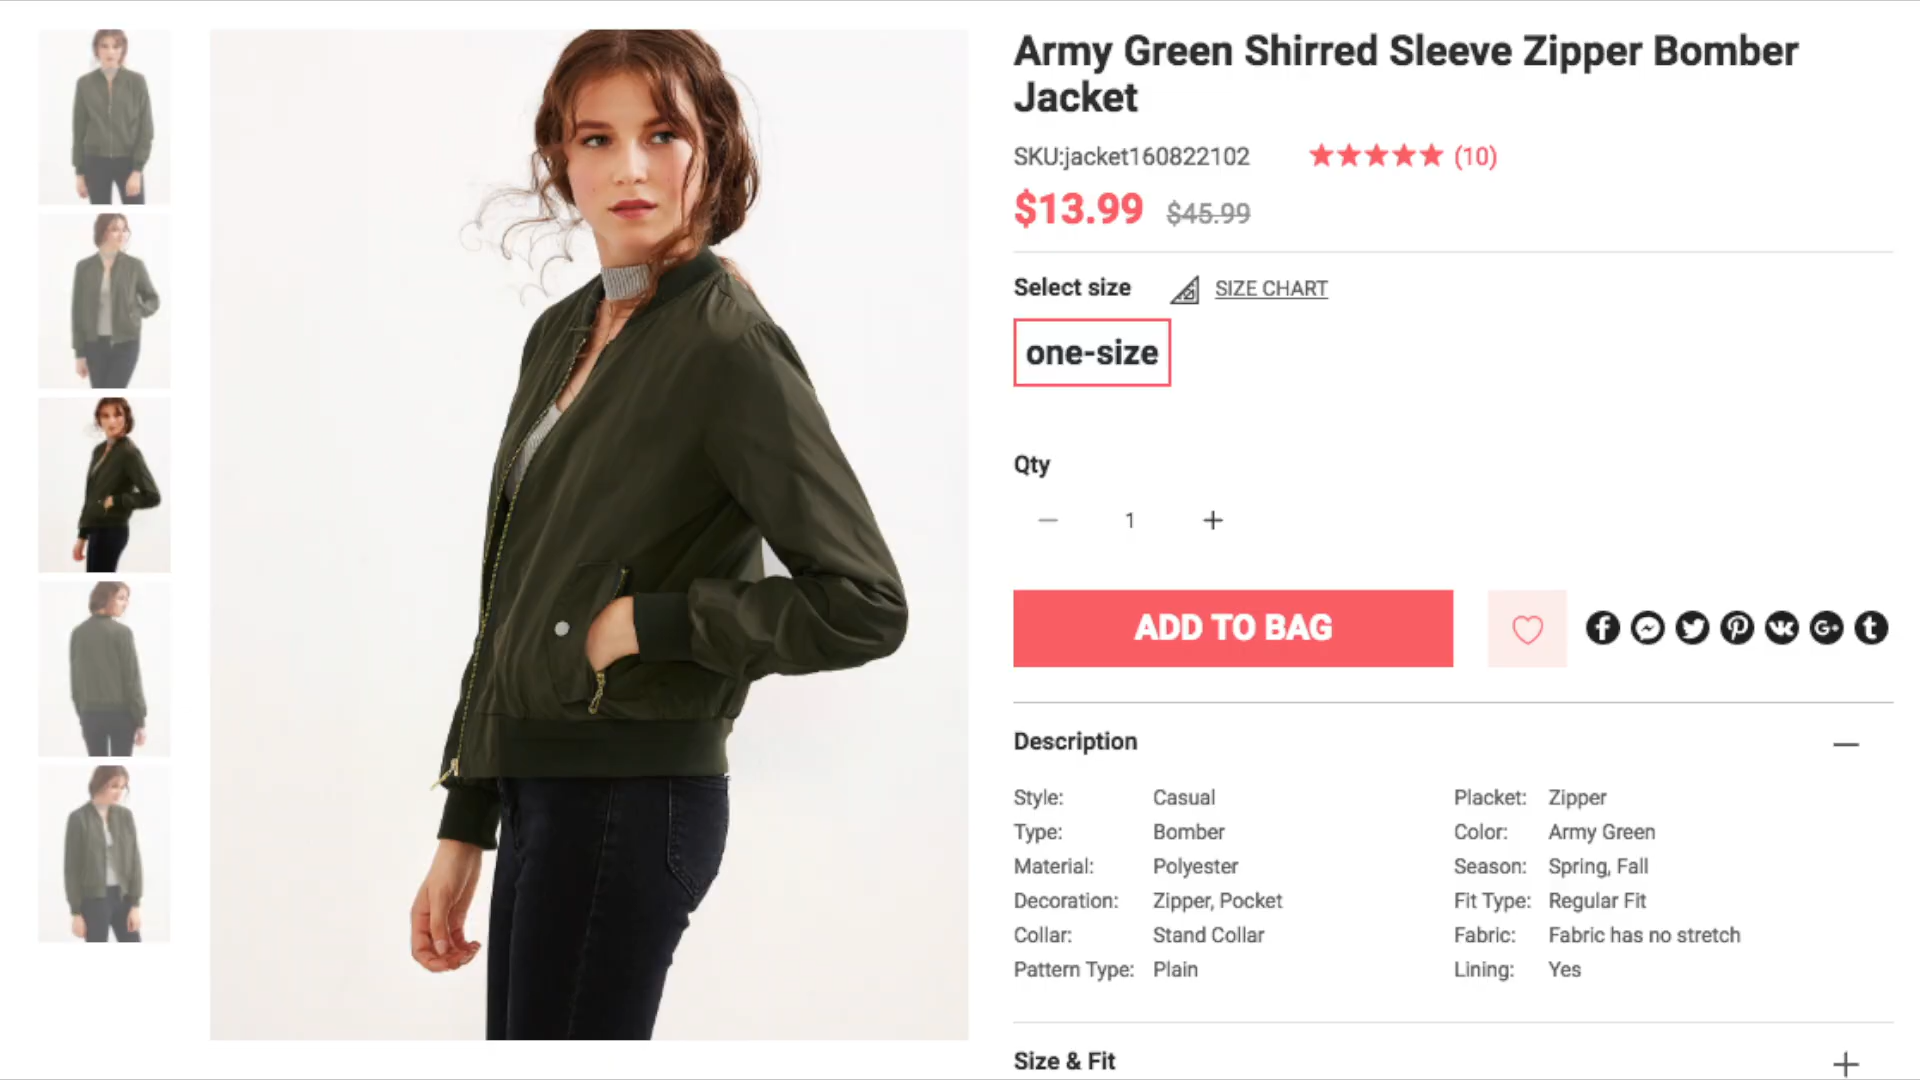 Army Green Shirred Sleeve Zipper Bomber
Jacket
SKU:jacket160822102 ★★★★★ (10)
$13.99 $45.99
Select size SIZE CHART
one-size
Qty
— 1 +
ADD TO BAG
Description —
Style: Casual Placket: Zipper
Type: Bomber Color: Army Green
Material: Polyester Season: Spring, Fall
Decoration: Zipper, Pocket Fit Type: Regular Fit
Collar: Stand Collar Fabric: Fabric has no stretch
Pattern Type: Plain Lining: Yes
Size & Fit +